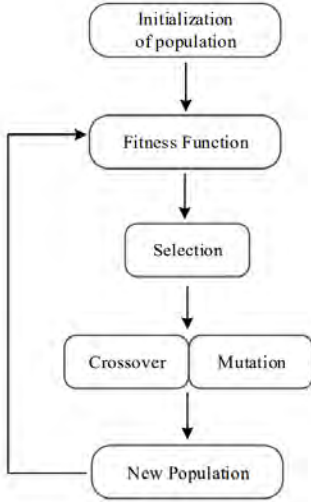 Initialization
of population
Fitness Function
Selection
Crossover
Mutation
New Population